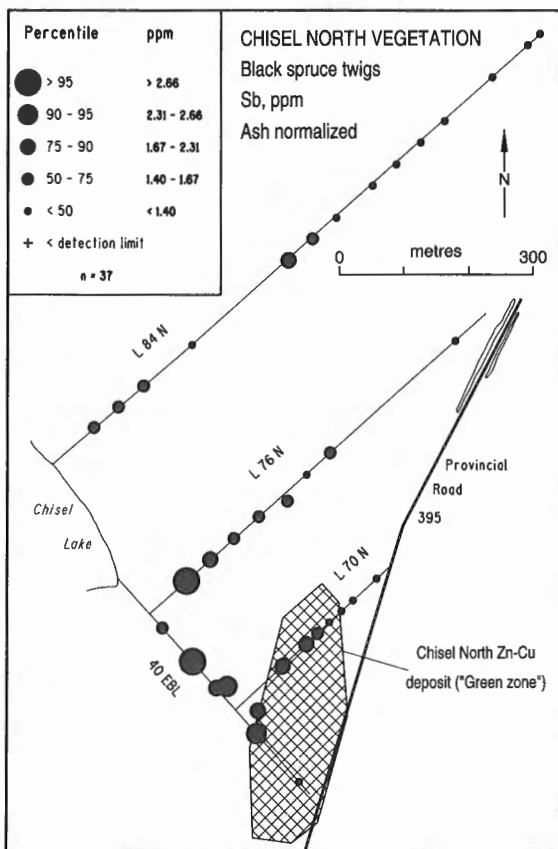 Percentile ppm
> 95 > 2.66
90 - 95 2.31 - 2.66
75 - 90 1.67 - 2.31
50 - 75 1.40 - 1.67
< 50 < 1.40
+ < detection limit
n = 37
CHISEL NORTH VEGETATION
Black spruce twigs
Sb, ppm
Ash normalized
N
metres
0 300
L 84 N
L 76 N
Provincial
Road
395
Chisel
Lake
L 70 N
40 EBL
Chisel North Zn-Cu
deposit ("Green zone")